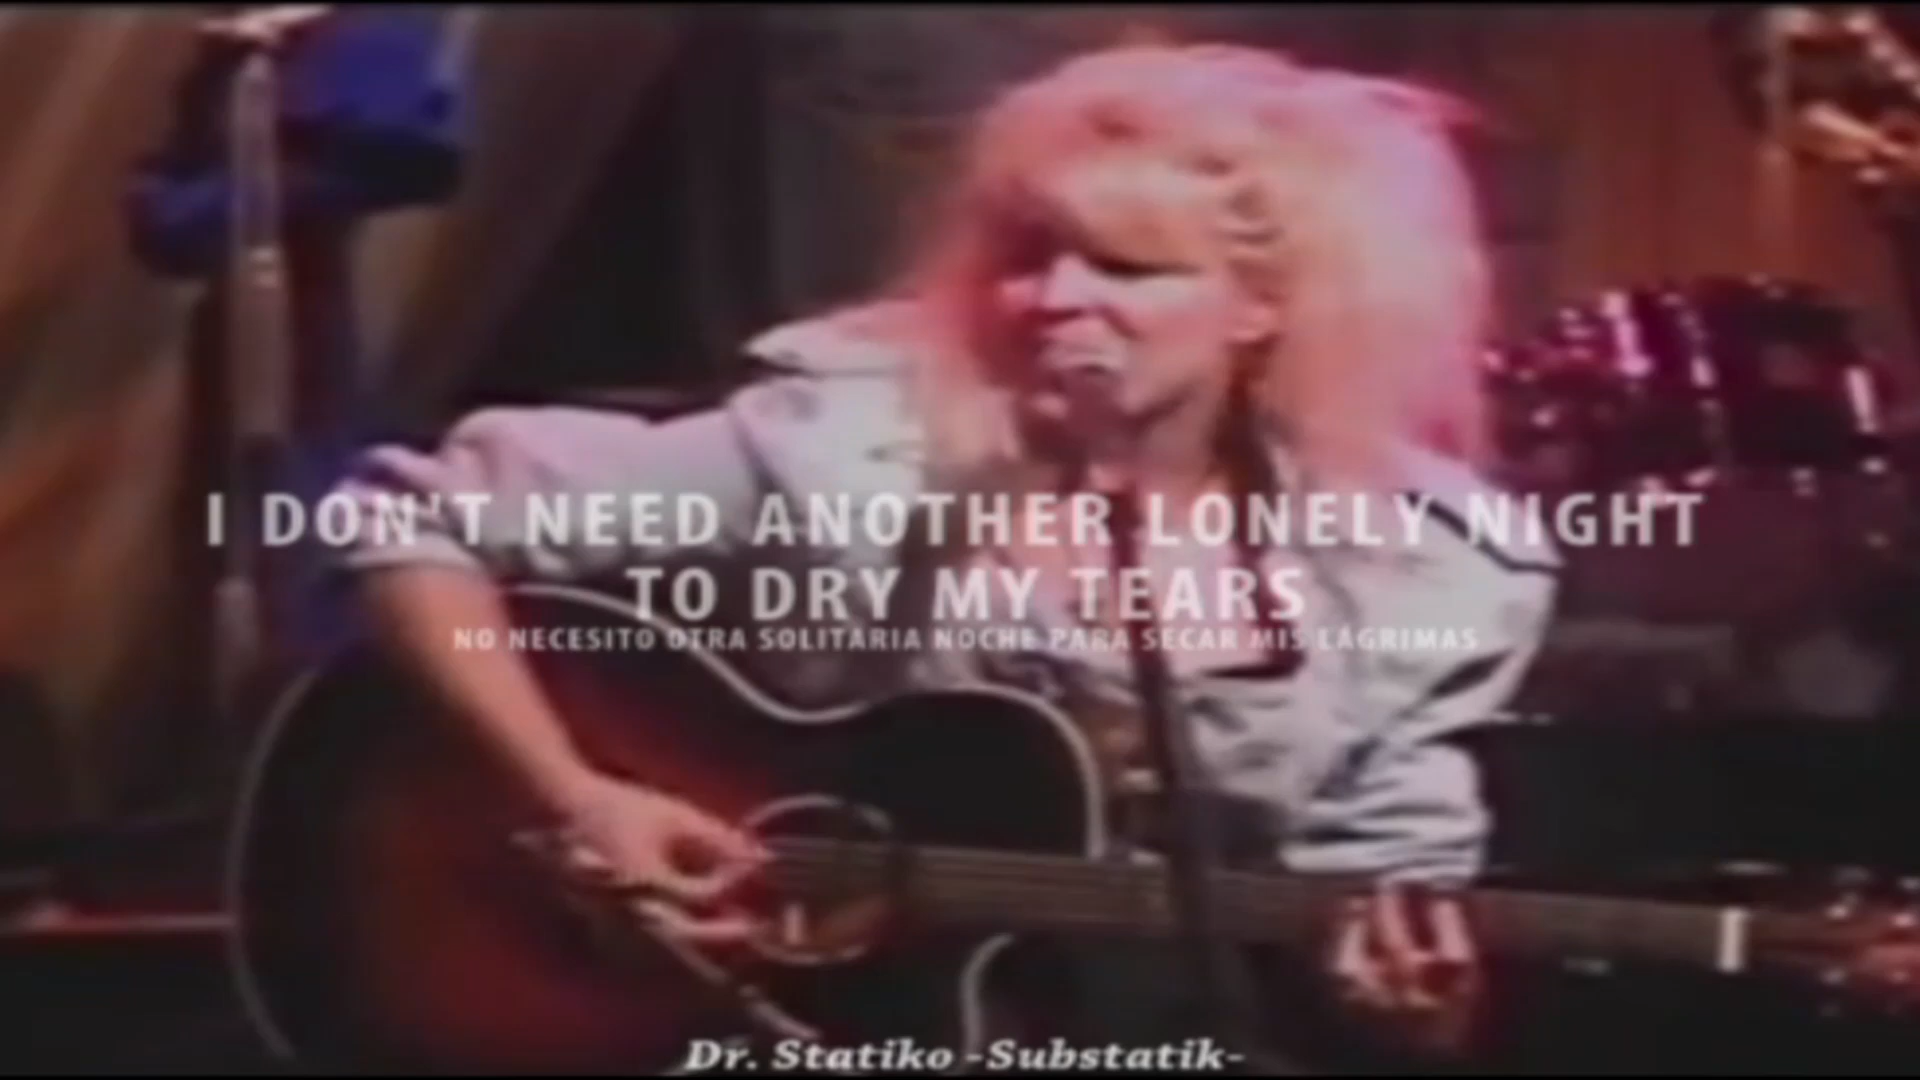 I DON'T NEED ANOTHER LONELY NIGHT
TO DRY MY TEARS
NO NECESITO OTRA SOLITARIA NOCHE PARA SECAR MIS LÁGRIMAS
Dr. Statiko -Substatik-